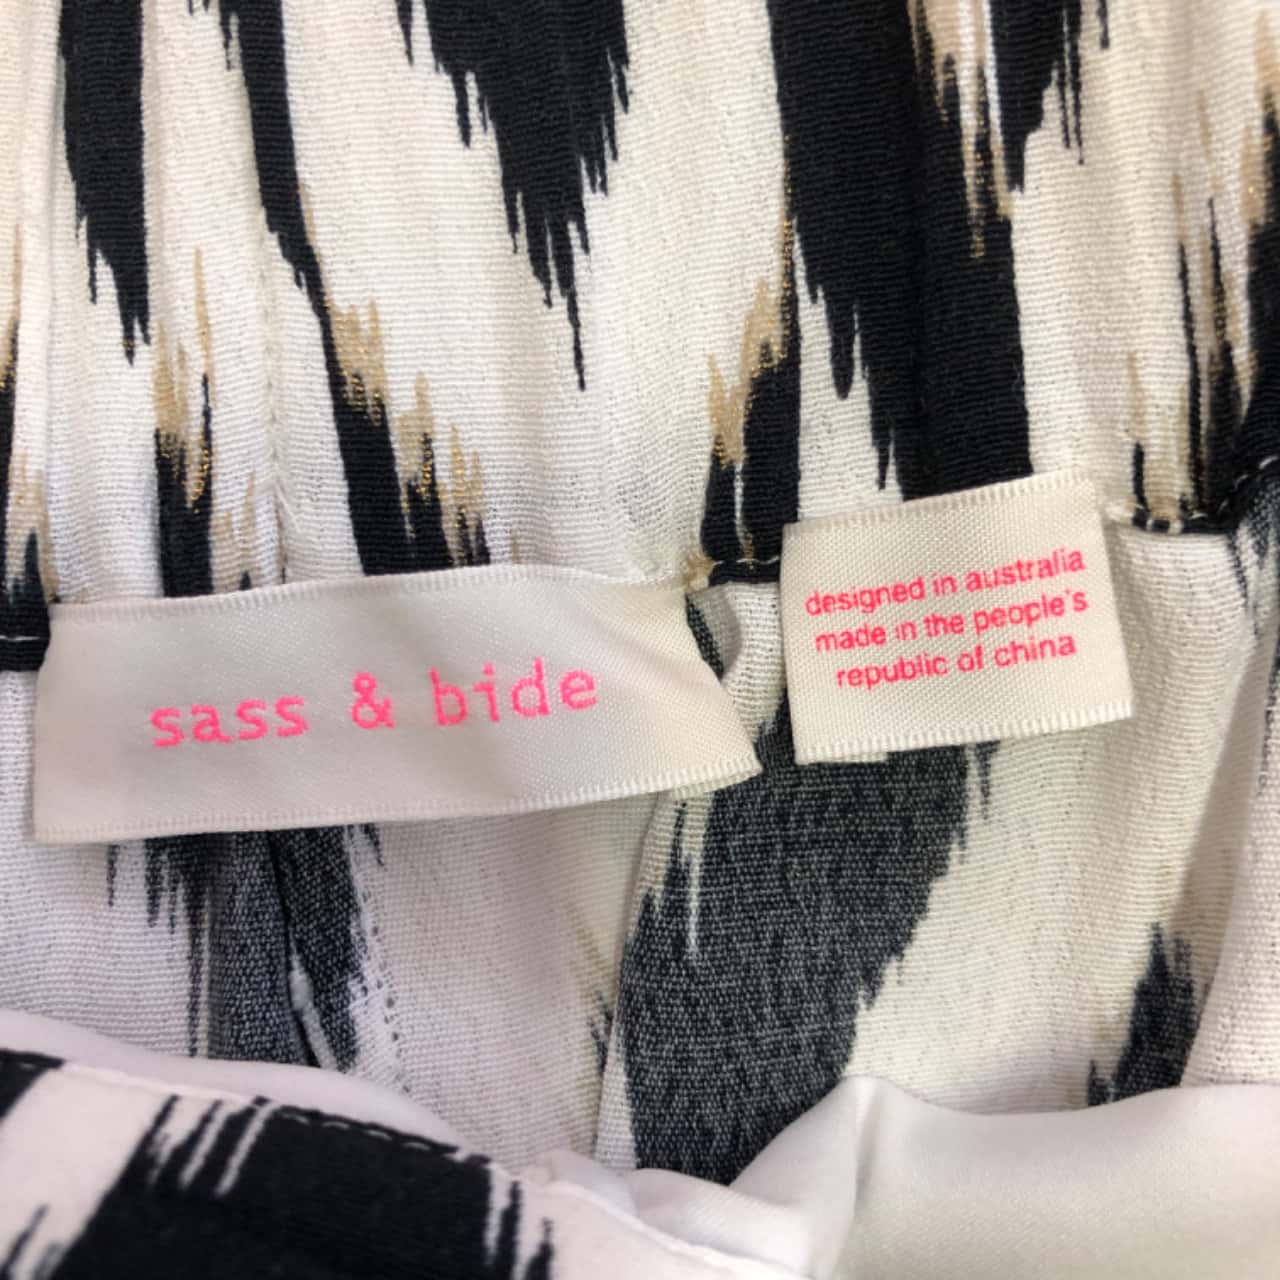 sass & bide
designed in australia
made in the people's
republic of china